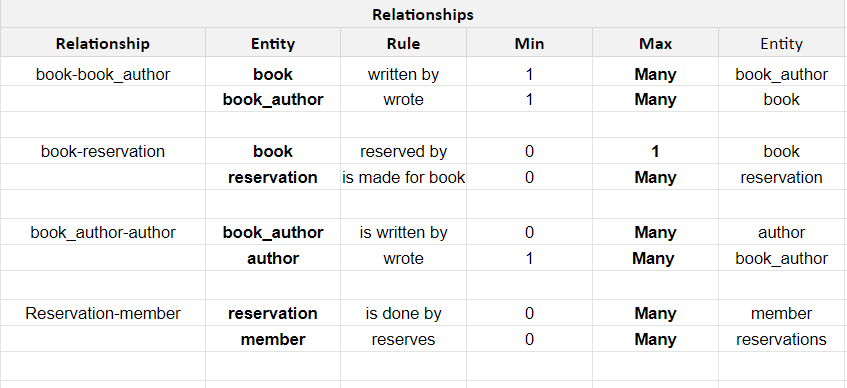 Relationships
Relationship Entity Rule Min Max Entity
book-book_author book written by 1 Many book_author
book_author wrote 1 Many book
book-reservation book reserved by 0 1 book
reservation is made for book 0 Many reservation
book_author-author book_author is written by 0 Many author
author wrote 1 Many book_author
Reservation-member reservation is done by 0 Many member
member reserves 0 Many reservations